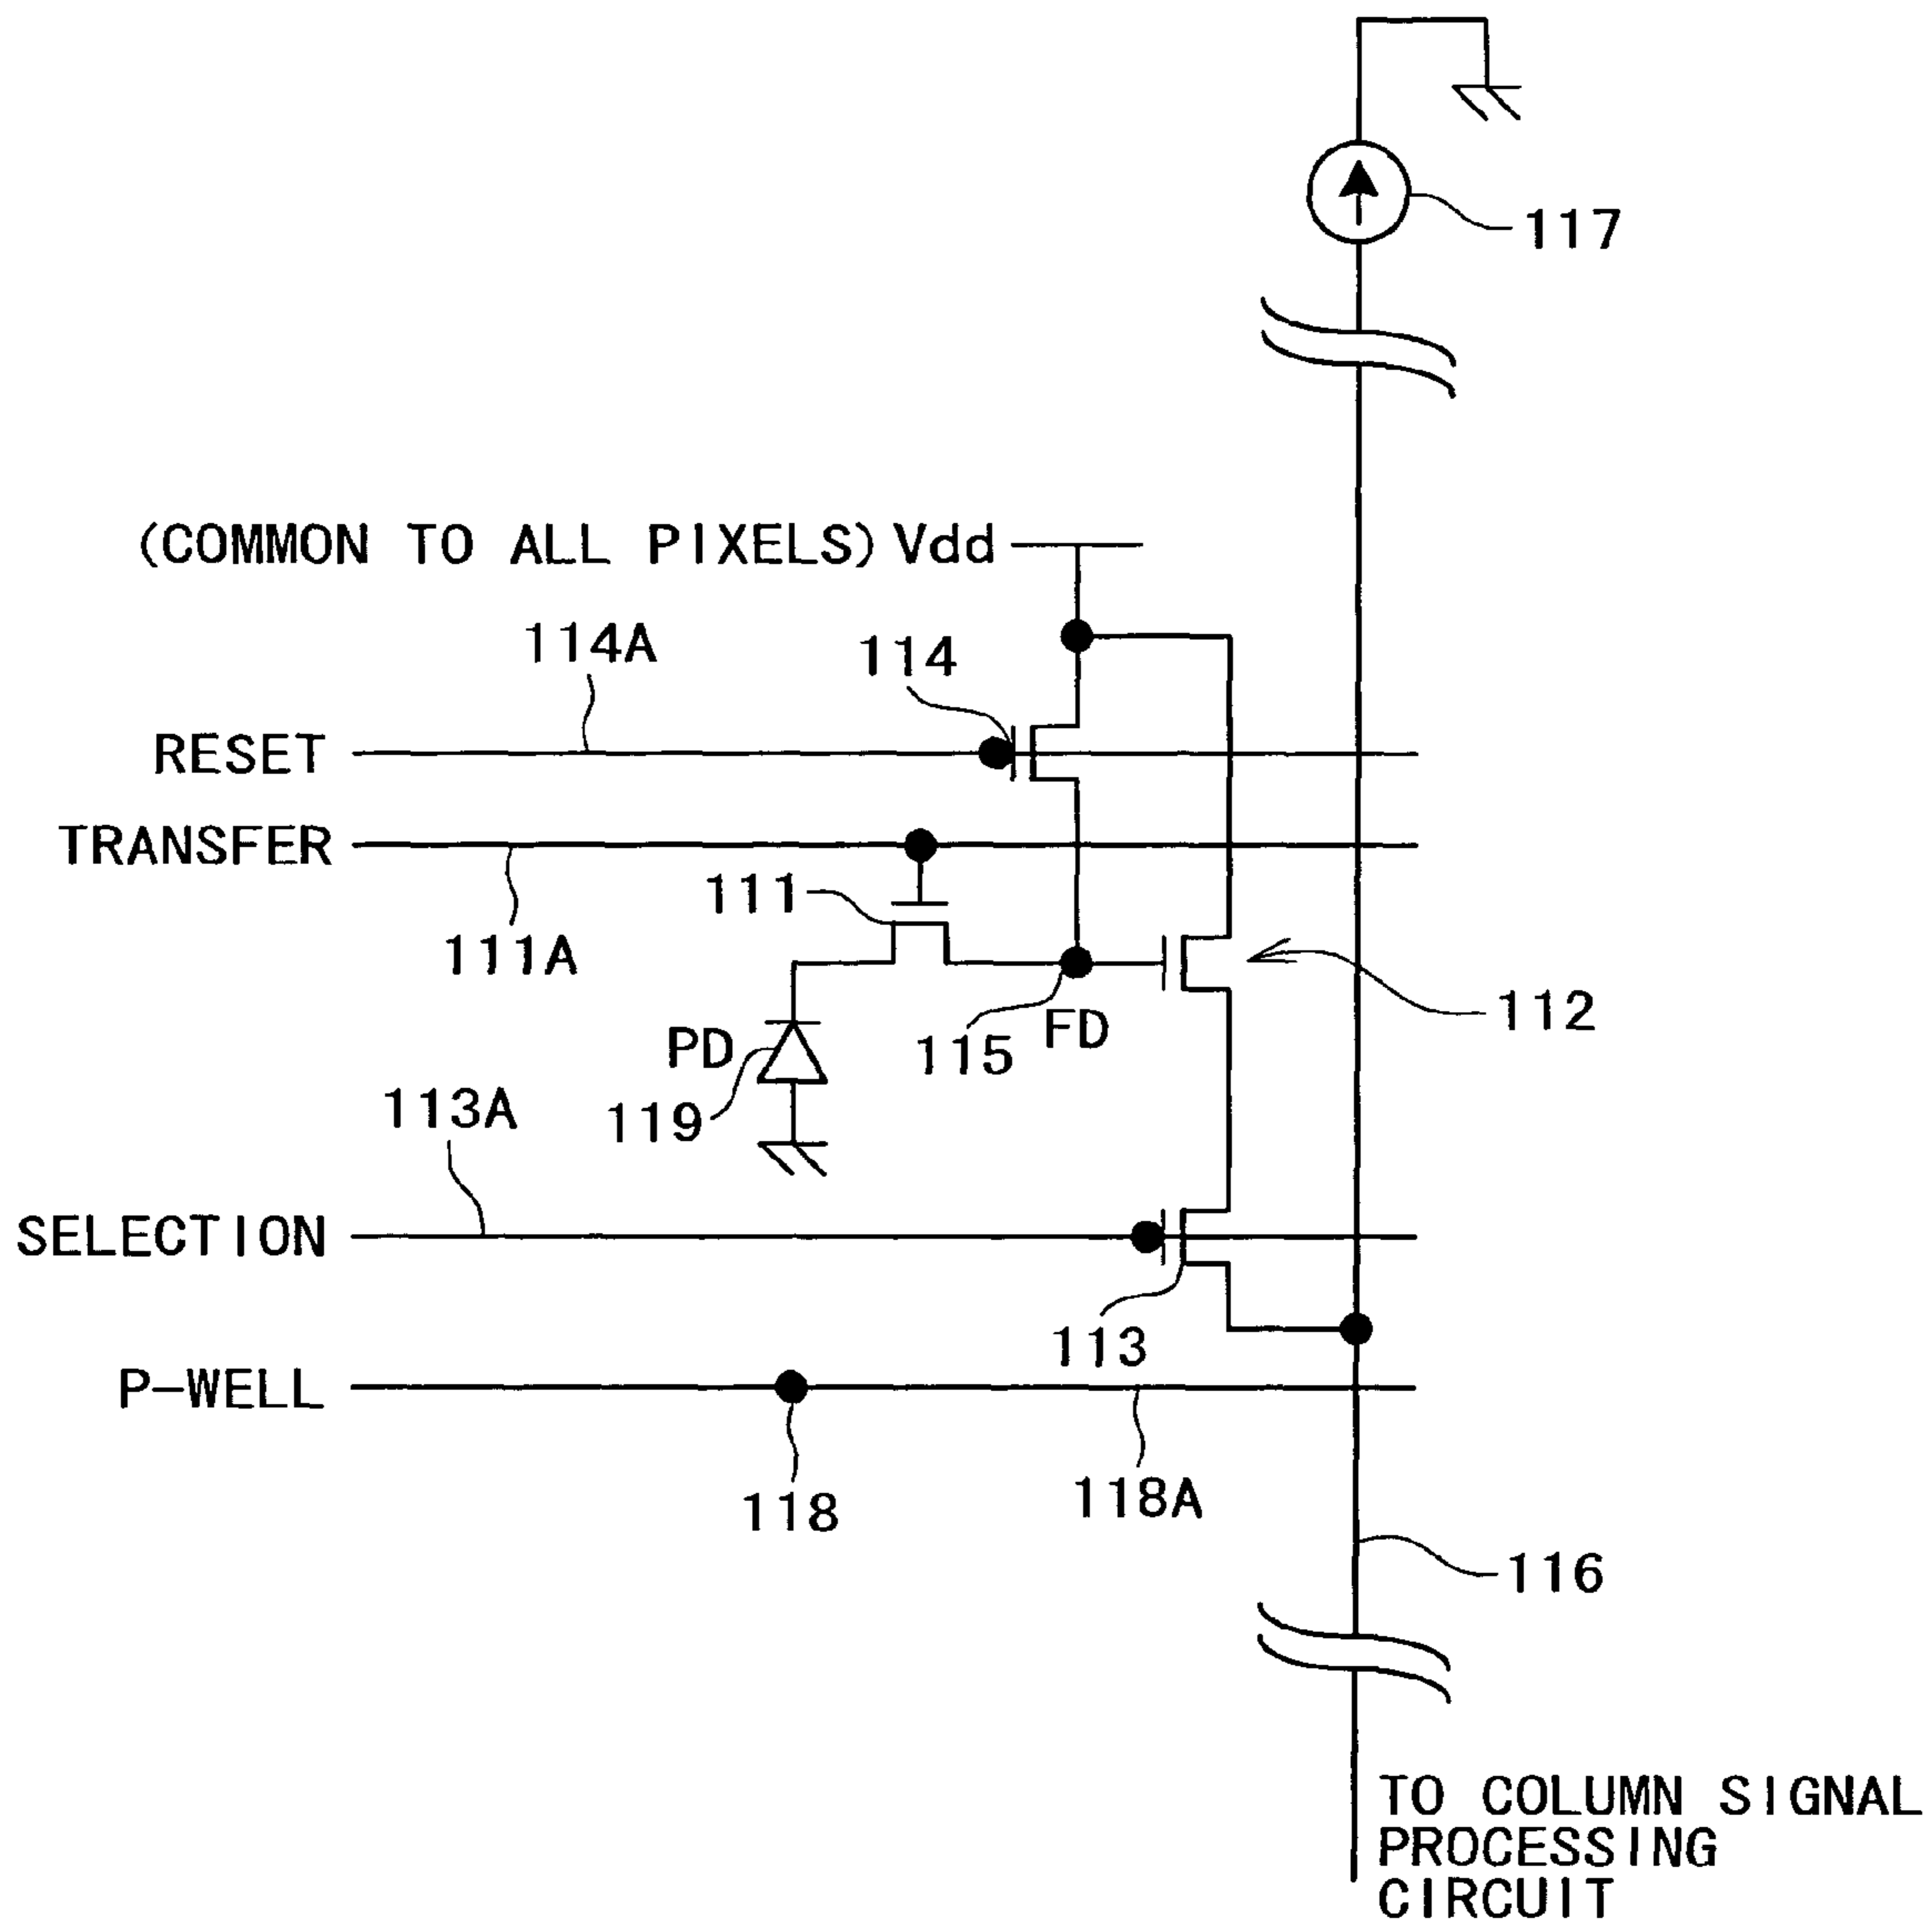 117
(COMMON TO ALL PIXELS) Vdd
114A
114
RESET
TRANSFER
111
111A
112
PD
115
FD
119
113A
SELECTION
113
P-WELL
118
118A
116
TO COLUMN SIGNAL
PROCESSING
CIRCUIT